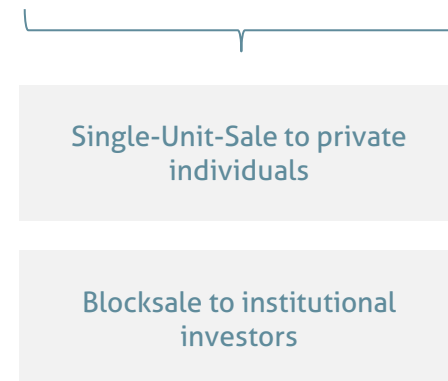 Single-Unit-Sale to private
individuals
Blocksale to institutional
investors